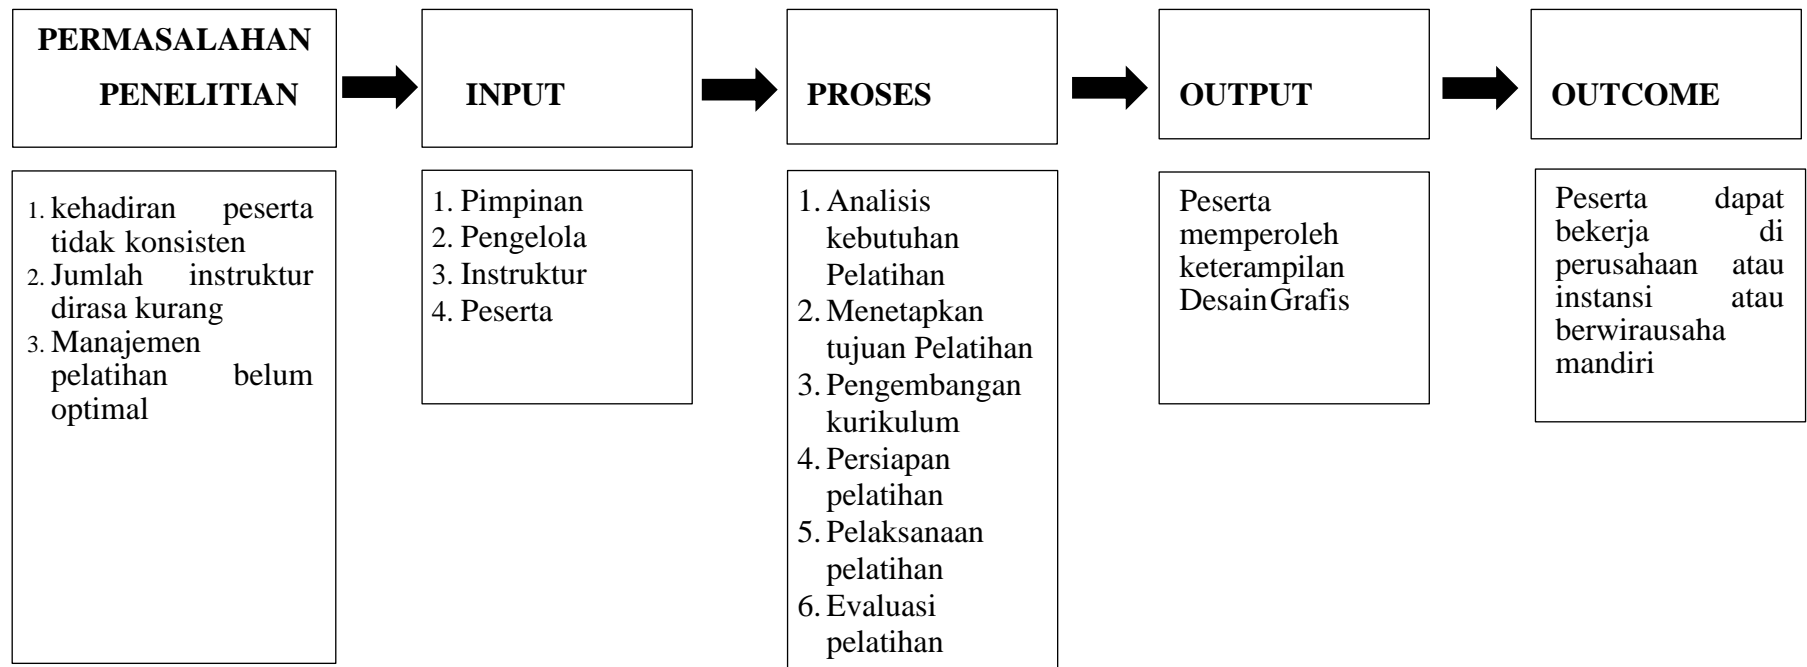 PERMASALAHAN
PENELITIAN
INPUT
PROSES
OUTPUT
OUTCOME
1. kehadiran peserta
tidak konsisten
2. Jumlah instruktur
dirasa kurang
3. Manajemen
pelatihan belum
optimal
1. Pimpinan
2. Pengelola
3. Instruktur
4. Peserta
1. Analisis
kebutuhan
Pelatihan
2. Menetapkan
tujuan Pelatihan
3. Pengembangan
kurikulum
4. Persiapan
pelatihan
5. Pelaksanaan
pelatihan
6. Evaluasi
pelatihan
Peserta
memperoleh
keterampilan
Desain Grafis
Peserta dapat
bekerja di
perusahaan atau
instansi atau
berwirausaha
mandiri